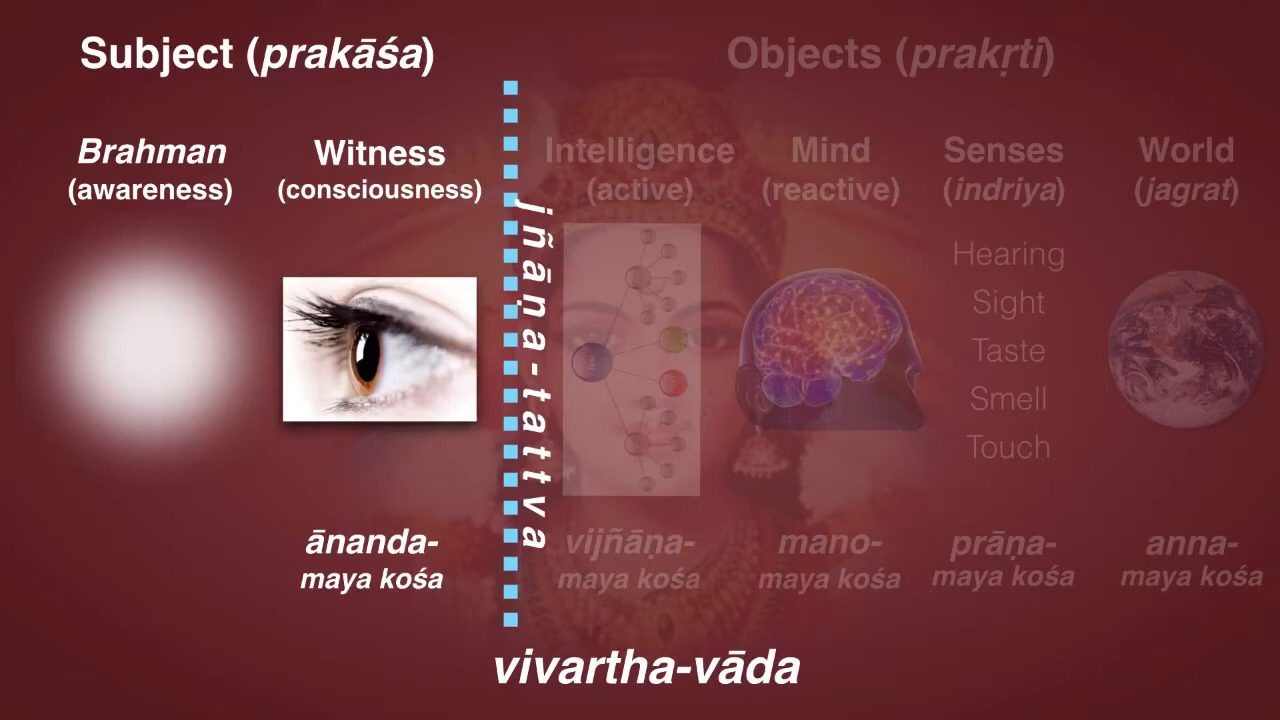 Subject (prakāśa)
Objects (prakṛti)
Brahman
(awareness)
Witness
(consciousness)
Intelligence
(active)
Mind
(reactive)
Senses
(indriya)
World
(jagrat)
jñāṇa-tattva
Hearing
Sight
Taste
Smell
Touch
ānanda-
maya kośa
vijñāṇa-
maya kośa
mano-
maya kośa
prāṇa-
maya kośa
anna-
maya kośa
vivartha-vāda